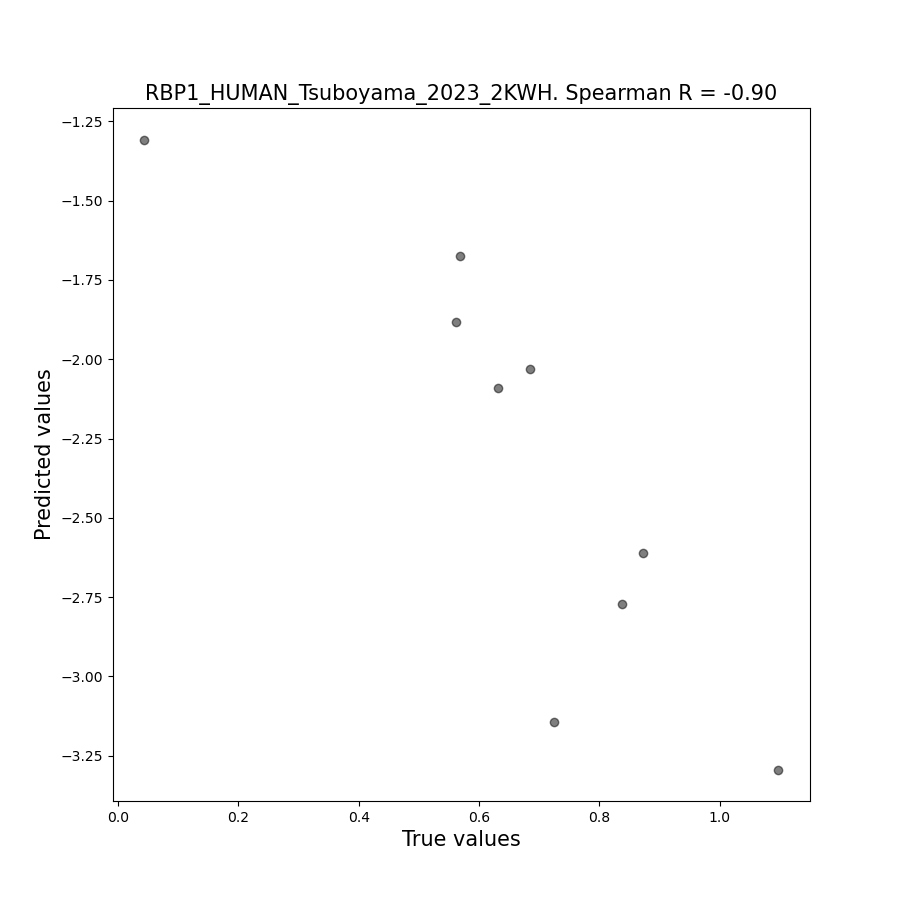 RBP1_HUMAN_Tsuboyama_2023_2KWH. Spearman R = -0.90
Predicted values
−1.25
−1.50
−1.75
−2.00
−2.25
−2.50
−2.75
−3.00
−3.25
0.0 0.2 0.4 0.6 0.8 1.0
True values